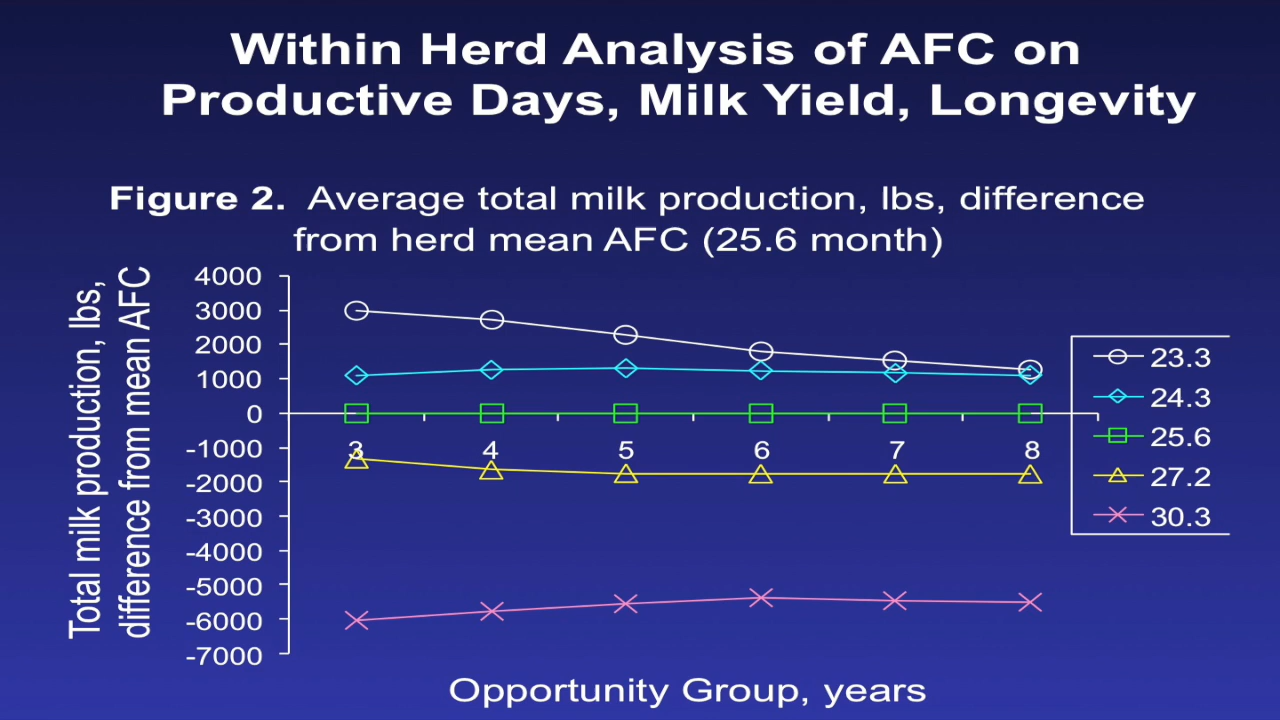 Within Herd Analysis of AFC on
Productive Days, Milk Yield, Longevity
Figure 2. Average total milk production, lbs, difference
from herd mean AFC (25.6 month)
Total milk production, lbs,
difference from mean AFC
4000
3000
2000
1000
0
-1000
-2000
-3000
-4000
-5000
-6000
-7000
3 4 5 6 7 8
Opportunity Group, years
23.3
24.3
25.6
27.2
30.3